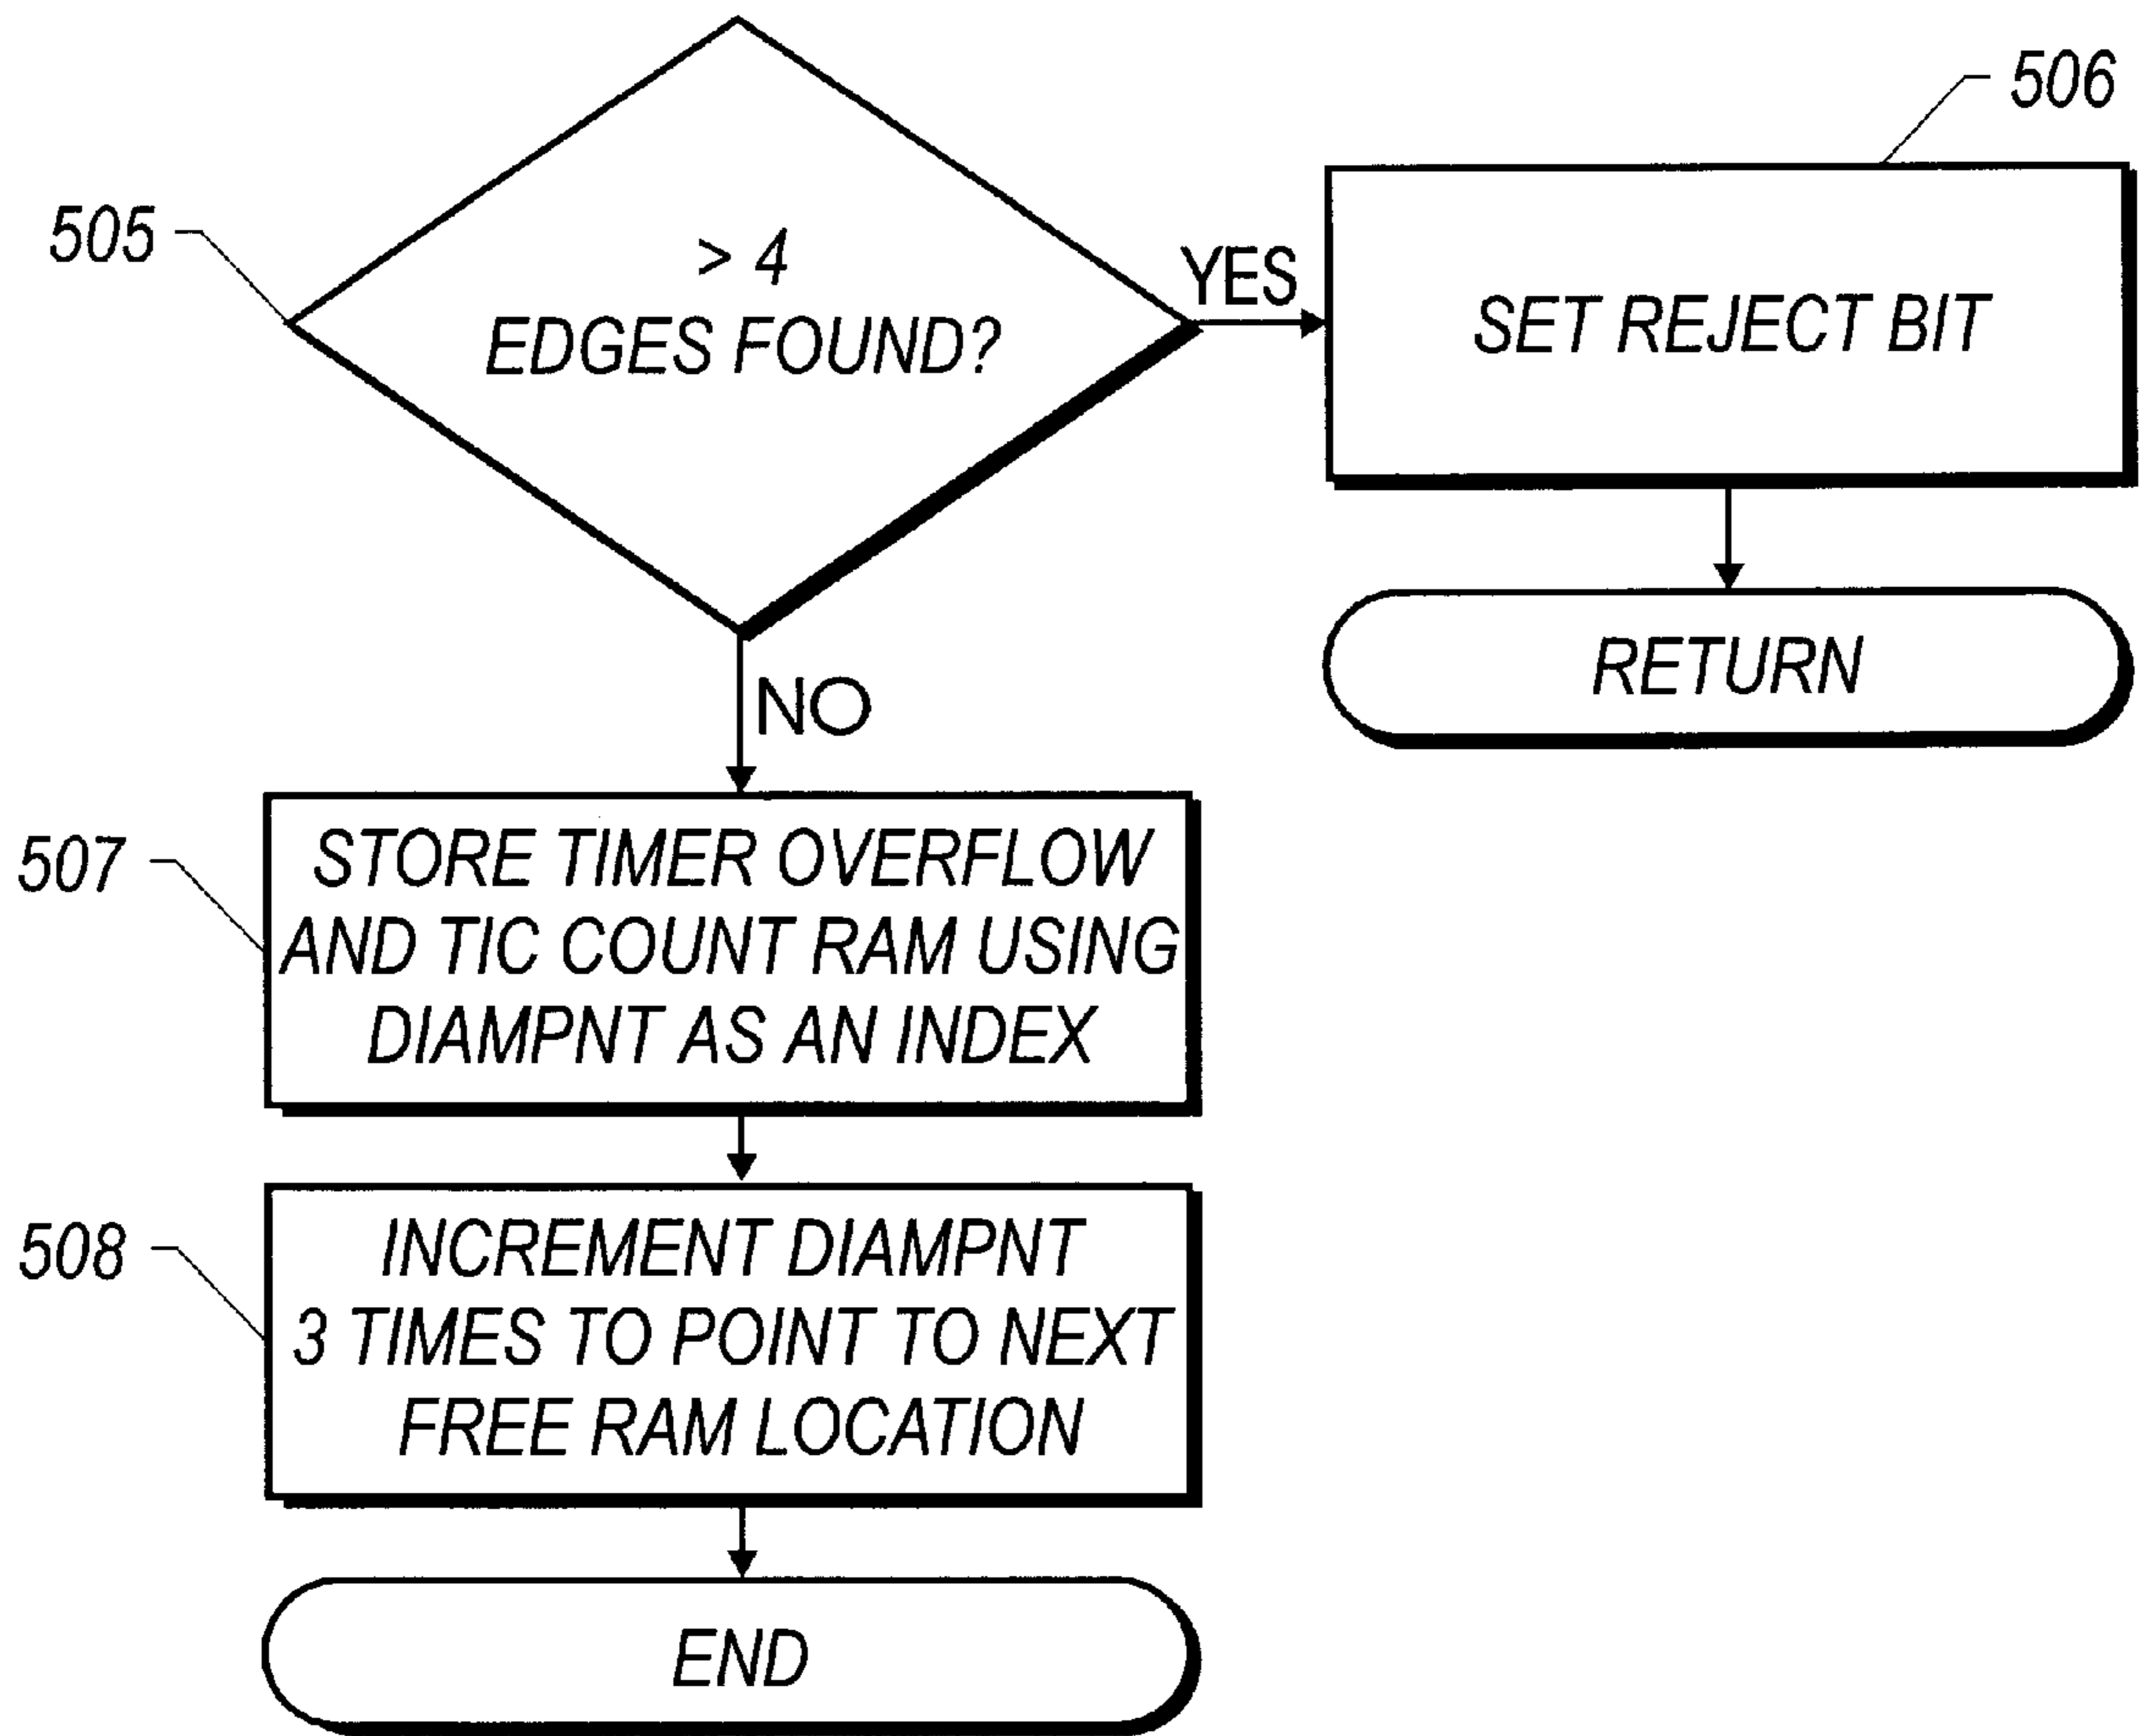 505
> 4
EDGES FOUND?
YES
506
SET REJECT BIT
RETURN
NO
507
STORE TIMER OVERFLOW
AND TIC COUNT RAM USING
DIAMPNT AS AN INDEX
508
INCREMENT DIAMPNT
3 TIMES TO POINT TO NEXT
FREE RAM LOCATION
END